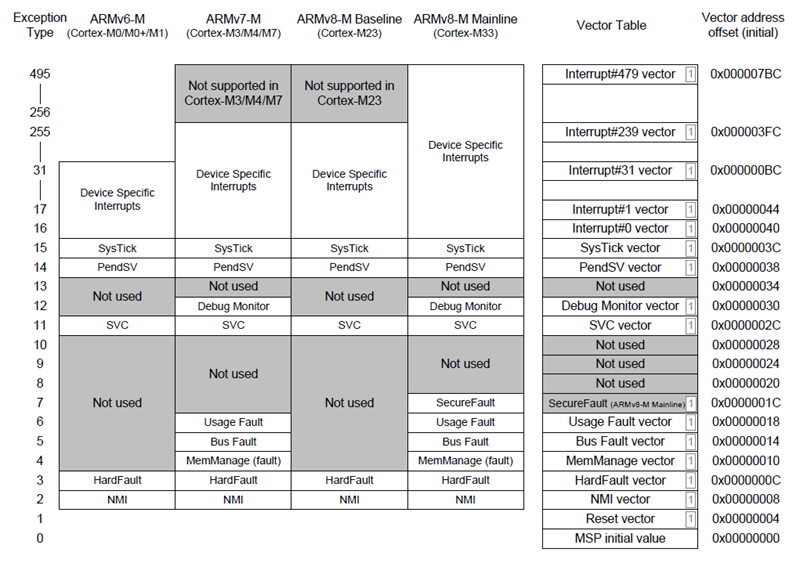 Exception Type ARMv6-M (Cortex-M0/M0+/M1) ARMv7-M (Cortex-M3/M4/M7) ARMv8-M Baseline (Cortex-M23) ARMv8-M Mainline (Cortex-M33) Vector Table Vector address offset (initial)
495 Not supported in Cortex-M3/M4/M7 Not supported in Cortex-M23 Interrupt#479 vector 1 0x000007BC
256
255 Device Specific Interrupts Device Specific Interrupts Device Specific Interrupts Interrupt#239 vector 1 0x000003FC
31 Device Specific Interrupts Interrupt#31 vector 1 0x000000BC
17 Interrupt#1 vector 1 0x00000044
16 Interrupt#0 vector 1 0x00000040
15 SysTick SysTick SysTick SysTick SysTick vector 1 0x0000003C
14 PendSV PendSV PendSV PendSV PendSV vector 1 0x00000038
13 Not used Not used Not used Not used Not used 0x00000034
12 Debug Monitor Debug Monitor Debug Monitor vector 1 0x00000030
11 SVC SVC SVC SVC SVC vector 1 0x0000002C
10 Not used 0x00000028
9 Not used Not used 0x00000024
8 Not used Not used Not used Not used 0x00000020
7 SecureFault SecureFault (ARMv8-M Mainline) 1 0x0000001C
6 Usage Fault Usage Fault Usage Fault vector 1 0x00000018
5 Bus Fault Bus Fault Bus Fault vector 1 0x00000014
4 MemManage (fault) MemManage (fault) MemManage vector 1 0x00000010
3 HardFault HardFault HardFault HardFault HardFault vector 1 0x0000000C
2 NMI NMI NMI NMI NMI vector 1 0x00000008
1 Reset vector 1 0x00000004
0 MSP initial value 0x00000000